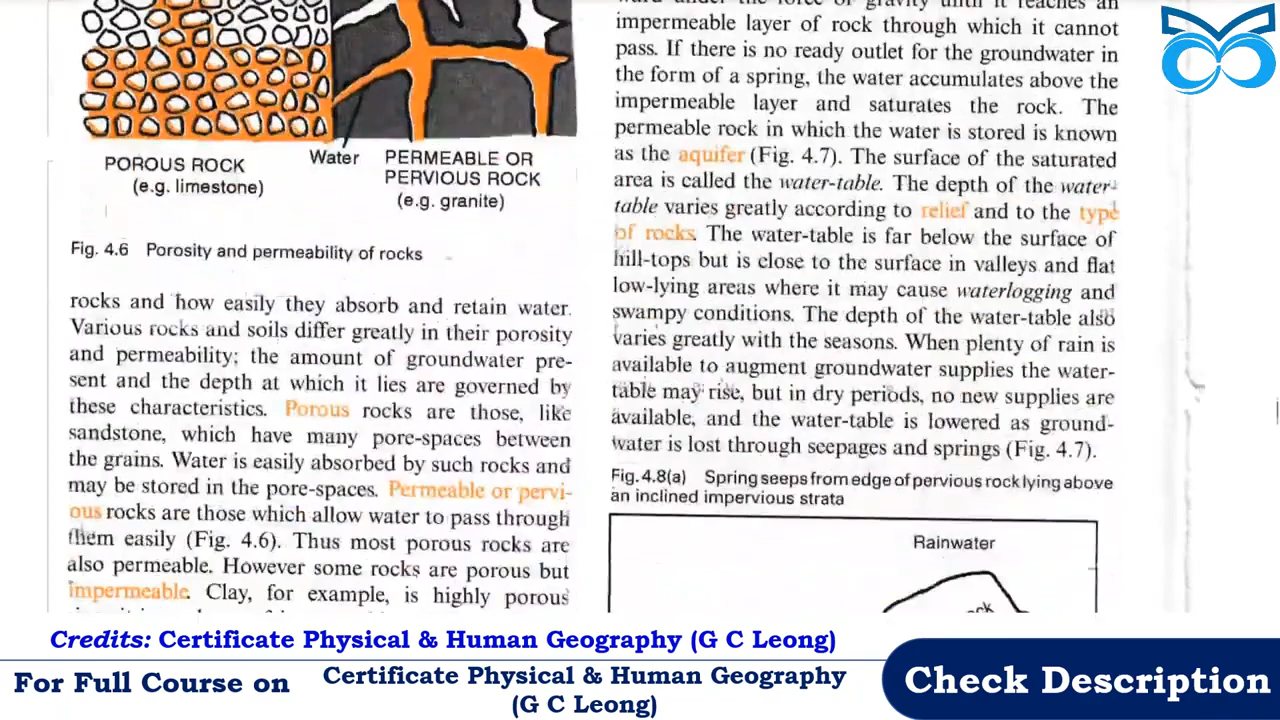 POROUS ROCK
(e.g. limestone)
Water
PERMEABLE OR
PERVIOUS ROCK
(e.g. granite)
Fig. 4.6 Porosity and permeability of rocks
rocks and how easily they absorb and retain water.
Various rocks and soils differ greatly in their porosity
and permeability; the amount of groundwater pre-
sent and the depth at which it lies are governed by
these characteristics. Porous rocks are those, like
sandstone, which have many pore-spaces between
the grains. Water is easily absorbed by such rocks and
may be stored in the pore-spaces. Permeable or pervi-
ous rocks are those which allow water to pass through
them easily (Fig. 4.6). Thus most porous rocks are
also permeable. However some rocks are porous but
impermeable. Clay, for example, is highly porous
ward under the force of gravity until it reaches an
impermeable layer of rock through which it cannot
pass. If there is no ready outlet for the groundwater in
the form of a spring, the water accumulates above the
impermeable layer and saturates the rock. The
permeable rock in which the water is stored is known
as the aquifer (Fig. 4.7). The surface of the saturated
area is called the water-table. The depth of the water-
table varies greatly according to relief and to the type
of rocks. The water-table is far below the surface of
hill-tops but is close to the surface in valleys and flat
low-lying areas where it may cause waterlogging and
swampy conditions. The depth of the water-table also
varies greatly with the seasons. When plenty of rain is
available to augment groundwater supplies the water-
table may rise, but in dry periods, no new supplies are
available, and the water-table is lowered as ground-
water is lost through seepages and springs (Fig. 4.7).
Fig. 4.8(a) Spring seeps from edge of pervious rock lying above
an inclined impervious strata
Rainwater
Credits: Certificate Physical & Human Geography (G C Leong)
For Full Course on
Certificate Physical & Human Geography
(G C Leong)
Check Description